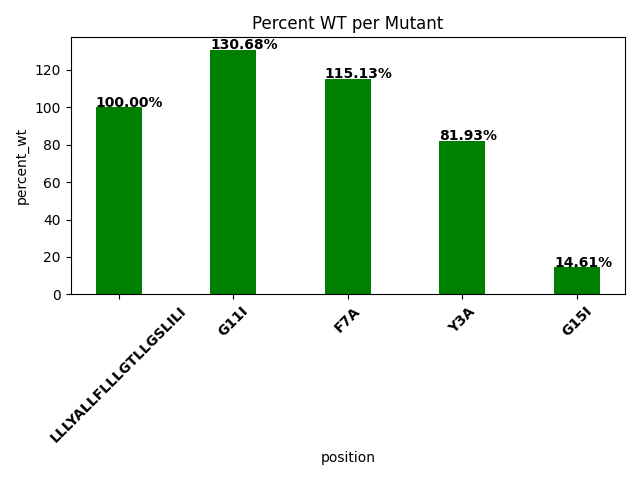 Percent WT per Mutant
130.68%
115.13%
100.00%
81.93%
14.61%
percent_wt
120
100
80
60
40
20
0
LLLYALLFLLLGTLLGSLILI
G11I
F7A
Y3A
G15I
position